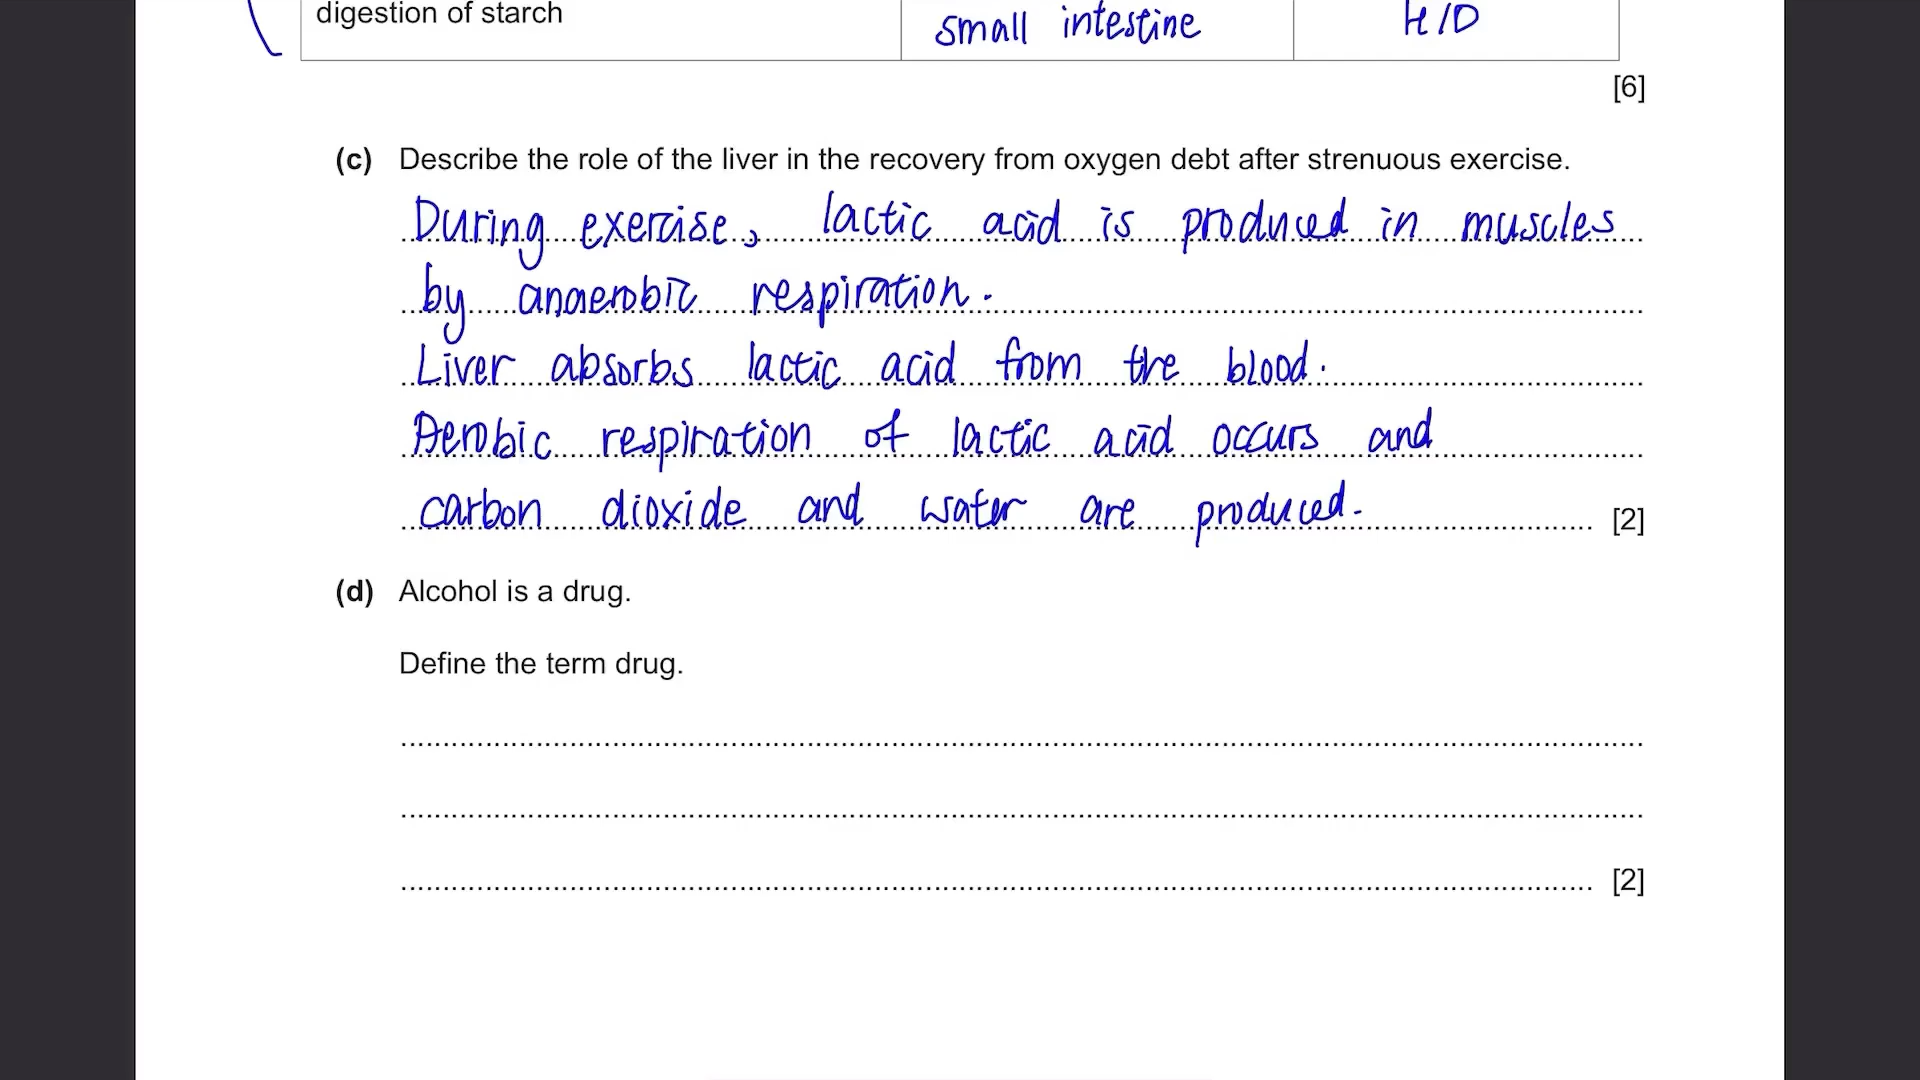 digestion of starch
small intestine
H/D
[6]
(c) Describe the role of the liver in the recovery from oxygen debt after strenuous exercise.
During exercise, lactic acid is produced in muscles
by anaerobic respiration.
Liver absorbs lactic acid from the blood.
Aerobic respiration of lactic acid occurs and
carbon dioxide and water are produced.
[2]
(d) Alcohol is a drug.
Define the term drug.
[2]